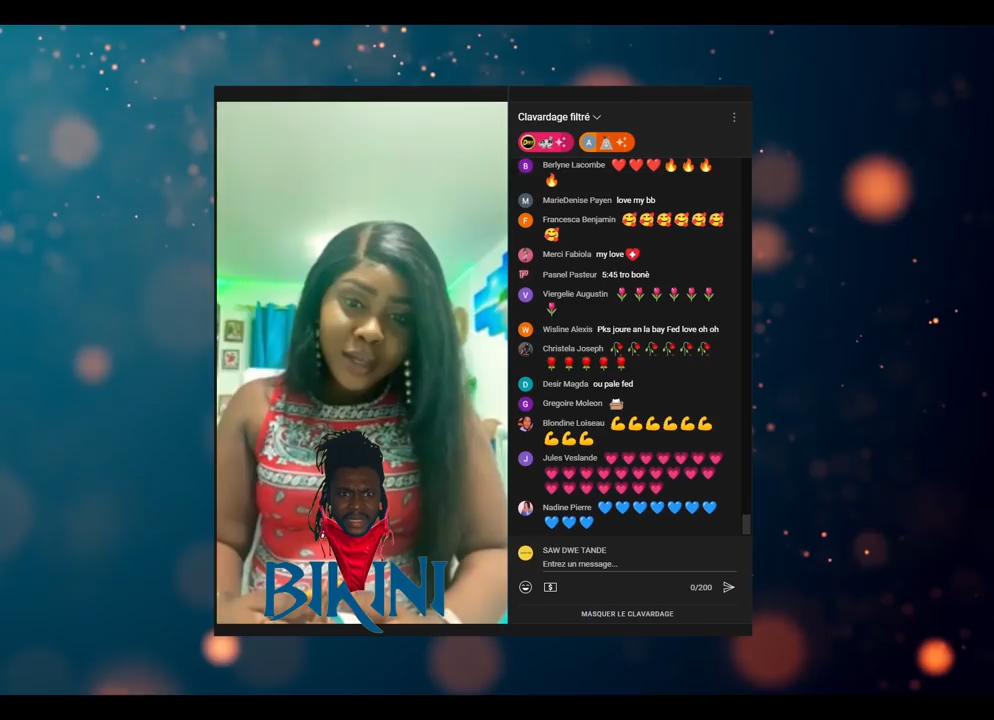 Clavardage filtré
A
B Berlyne Lacombe ❤️❤️❤️🔥🔥🔥
🔥
M MarieDenise Payen love my bb
F Francesca Benjamin 🥰🥰🥰🥰🥰🥰
🥰
Merci Fabiola my love
Pasnel Pasteur 5:45 tro bonè
V Viergelie Augustin 🌷🌷🌷🌷🌷🌷
🌷
W Wisline Alexis Pks joure an la bay Fed love oh oh
Christela Joseph 🥀🥀🥀🥀🥀🥀
🌹🌹🌹🌹🌹
D Desir Magda ou pale fed
G Gregoire Moleon
Blondine Loiseau 💪💪💪💪💪💪
💪💪💪
J Jules Veslande 💗💗💗💗💗💗💗
💗💗💗💗💗💗💗💗💗💗
💗💗💗💗💗💗💗
Nadine Pierre 💙💙💙💙💙💙💙
💙💙💙
SAW DWE TANDE
Entrez un message...
0/200
MASQUER LE CLAVARDAGE
BIKINI